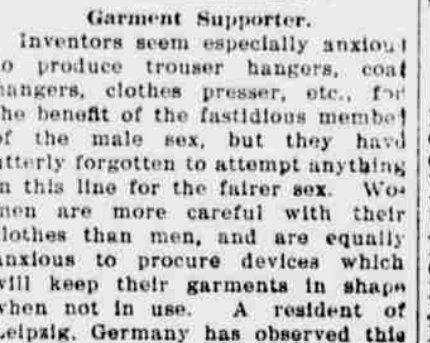 Garment Supporter.
Inventors seem especially anxious
to produce trouser hangers, coat
hangers, clothes presser, etc., for
the benefit of the fastidious member
of the male sex, but they have
utterly forgotten to attempt anything
in this line for the fairer sex. Wo-
men are more careful with their
clothes than men, and are equally
anxious to procure devices which
will keep their garments in shape
when not in use. A resident of
Leipzig, Germany has observed this